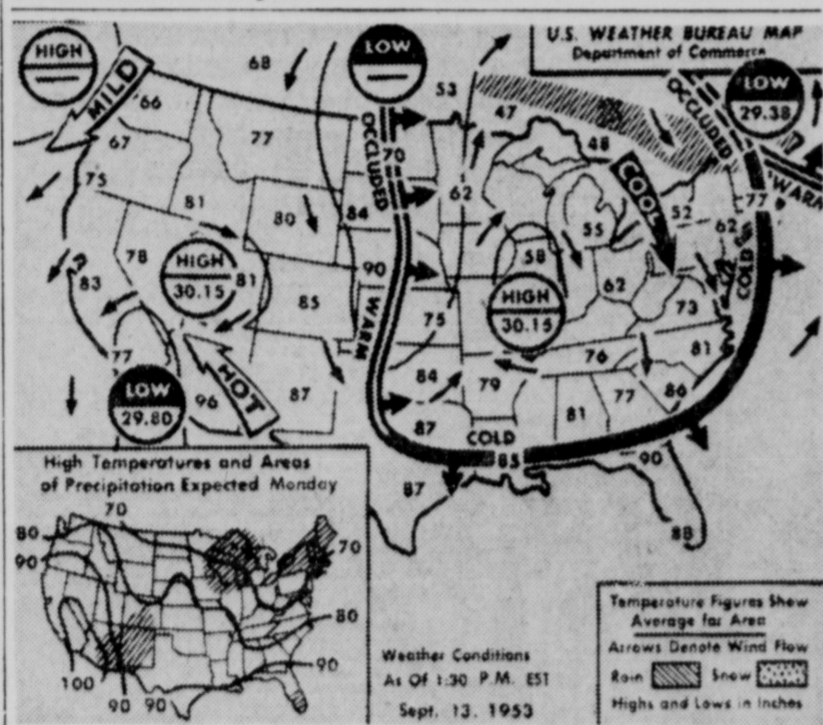 U.S. WEATHER BUREAU MAP
Department of Commerce
HIGH
MILD
68
LOW
53
OCCLUDED
LOW
29.38
66
67
75
77
OCCLUDED
70
47
48
COOL
WARM
77
81
80
84
62
55
52
62
COLD
78
HIGH
30.15
81
90
58
62
83
85
WARM
75
HIGH
30.15
73
77
HOT
76
81
LOW
29.80
96
87
84
79
77
86
87
81
COLD
85
90
87
88
High Temperatures and Areas
of Precipitation Expected Monday
70
80
90
70
80
90
100
90
90
Weather Conditions
As Of 1:30 P.M. EST
Sept. 13. 1953
Temperature Figures Show
Average for Area
Arrows Denote Wind Flow
Rain
Snow
Highs and Lows in Inches